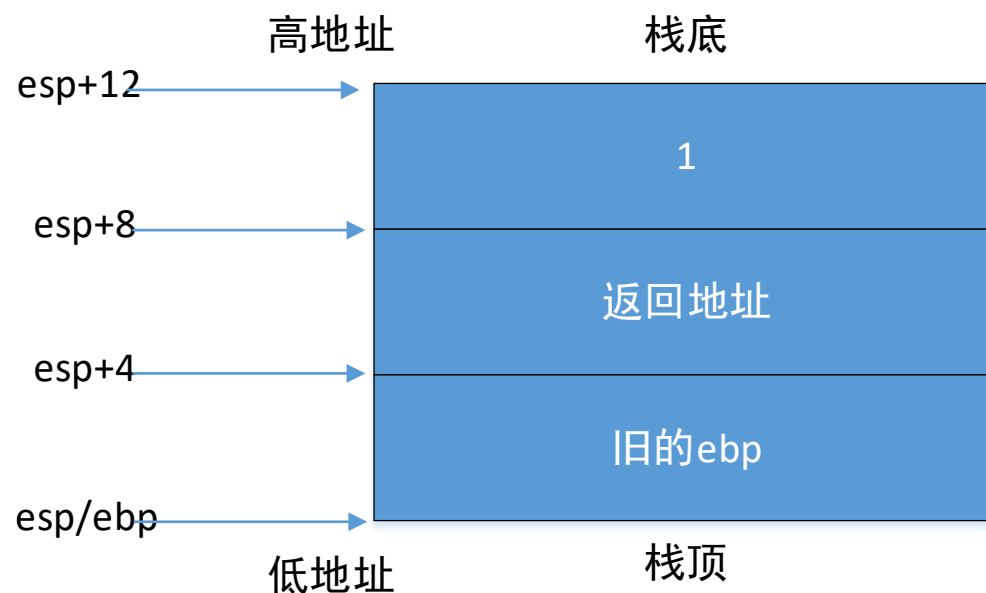 高地址 栈底
esp+12
1
esp+8
返回地址
esp+4
旧的ebp
esp/ebp
低地址 栈顶